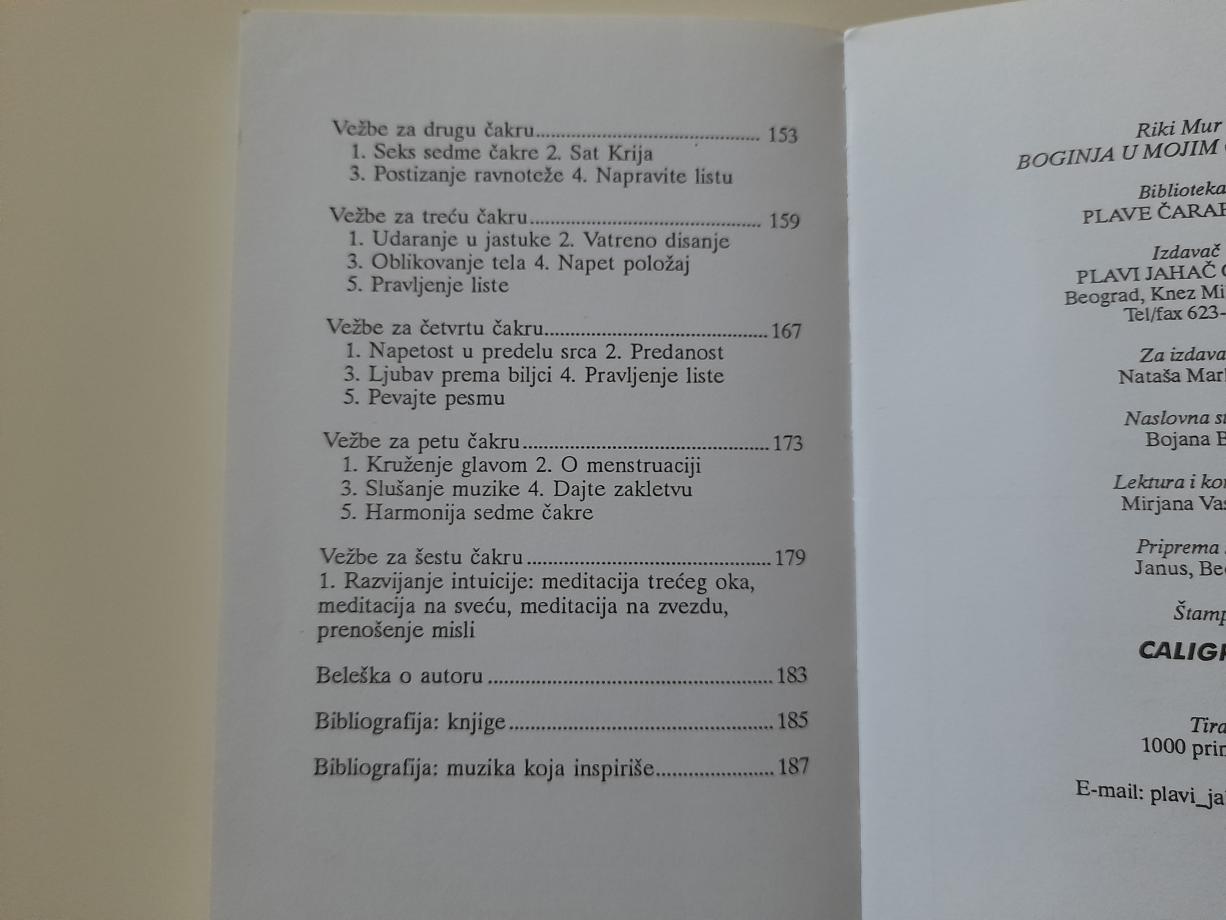 Vežbe za drugu čakru........................................ 153
1. Seks sedme čakre 2. Sat Krija
3. Postizanje ravnoteže 4. Napravite listu
Vežbe za treću čakru........................................ 159
1. Udaranje u jastuke 2. Vatreno disanje
3. Oblikovanje tela 4. Napet položaj
5. Pravljenje liste
Vežbe za četvrtu čakru........................................ 167
1. Napetost u predelu srca 2. Predanost
3. Ljubav prema biljci 4. Pravljenje liste
5. Pevajte pesmu
Vežbe za petu čakru........................................ 173
1. Kruženje glavom 2. O menstruaciji
3. Slušanje muzike 4. Dajte zakletvu
5. Harmonija sedme čakre
Vežbe za šestu čakru........................................ 179
1. Razvijanje intuicije: meditacija trećeg oka,
meditacija na sveću, meditacija na zvezdu,
prenošenje misli
Beleška o autoru ........................................ 183
Bibliografija: knjige........................................ 185
Bibliografija: muzika koja inspiriše..................... 187
Riki Mur
BOGINJA U MOJIM
Biblioteka
PLAVE
Izdavač
PLAVI JAHAČ
Beograd, Knez
Tel/fax 623-
Za
Nataša
Naslovna
Bojana
Lektura i
Mirjana
Priprema
Janus,
1000
E-mail: